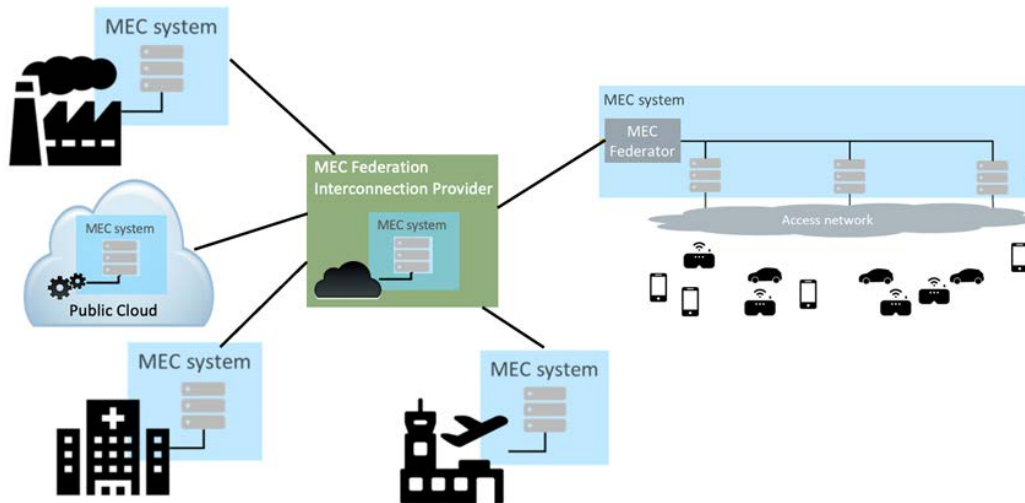 MEC system
MEC system
MEC
Federator
MEC Federation
Interconnection Provider
MEC system
MEC system
Access network
Public Cloud
MEC system
MEC system